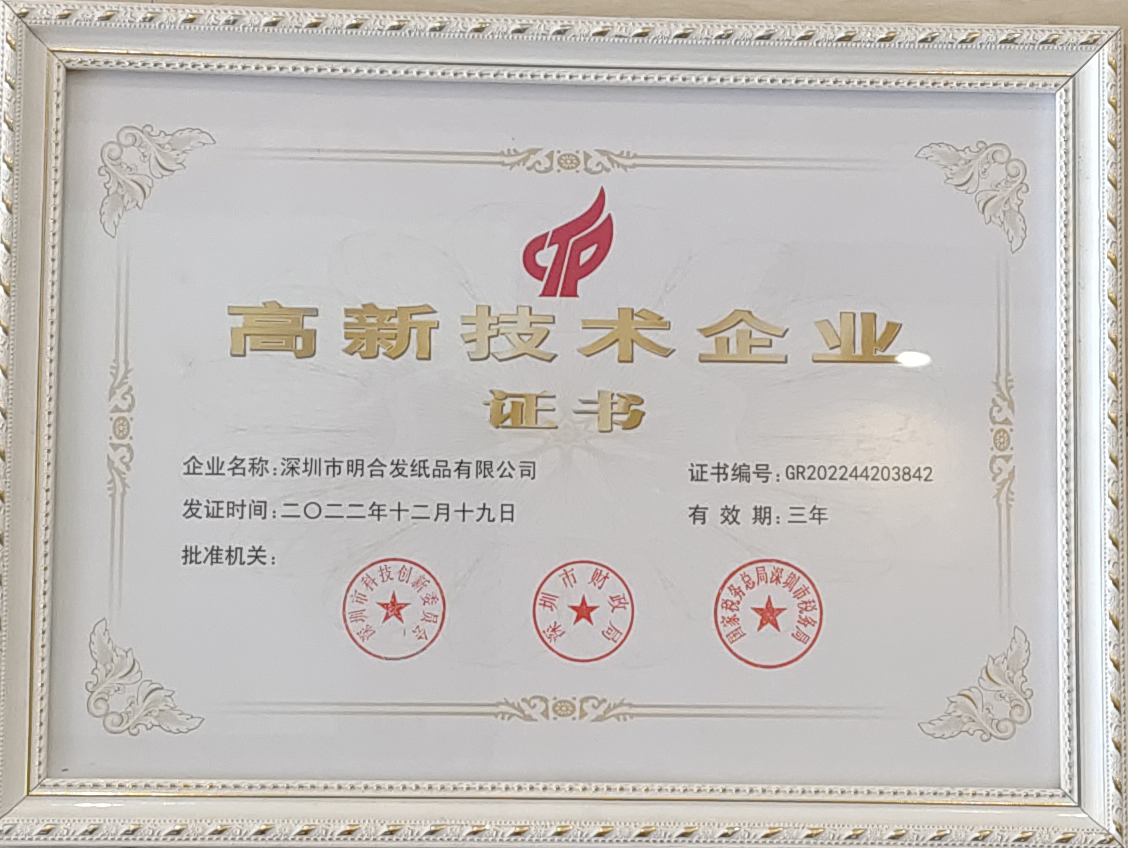 CTP
高新技术企业
证书
企业名称:深圳市明合发纸品有限公司
证书编号:GR202244203842
发证时间:二〇二二年十二月十九日
有 效 期:三年
批准机关:
深圳市科技创新委员会
深圳市财政局
国家税务总局深圳市税务局